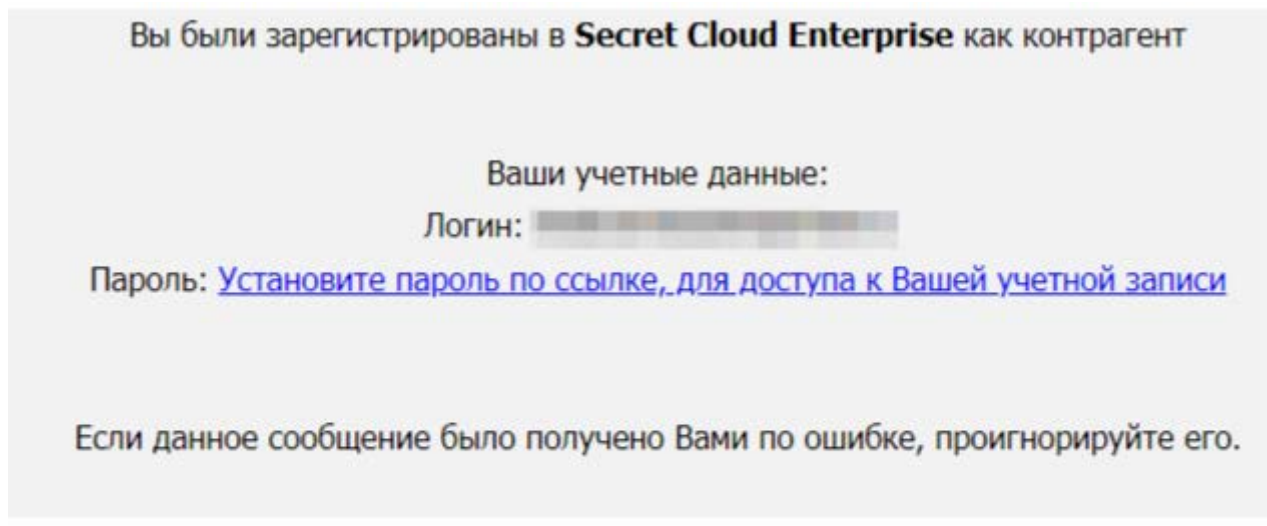 Вы были зарегистрированы в Secret Cloud Enterprise как контрагент
Ваши учетные данные:
Логин:
Пароль: Установите пароль по ссылке, для доступа к Вашей учетной записи
Если данное сообщение было получено Вами по ошибке, проигнорируйте его.